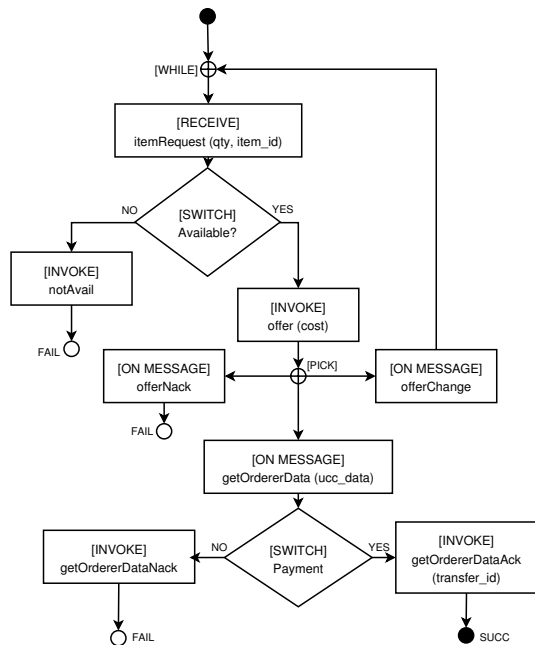 [WHILE]
[RECEIVE]
itemRequest (qty, item_id)
NO
YES
[SWITCH]
Available?
[INVOKE]
notAvail
[INVOKE]
offer (cost)
FAIL
[PICK]
[ON MESSAGE]
offerNack
[ON MESSAGE]
offerChange
FAIL
[ON MESSAGE]
getOrdererData (ucc_data)
NO
YES
[INVOKE]
getOrdererDataNack
[SWITCH]
Payment
[INVOKE]
getOrdererDataAck
(transfer_id)
FAIL
SUCC